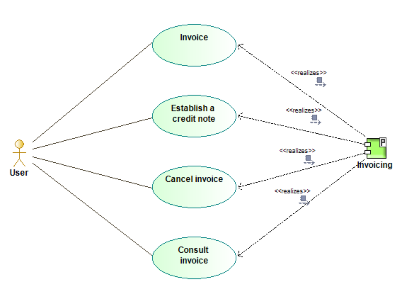 Invoice
<<realizes>>
Establish a
credit note
<<realizes>>
<<realizes>>
User
Invoicing
Cancel invoice
<<realizes>>
Consult
invoice